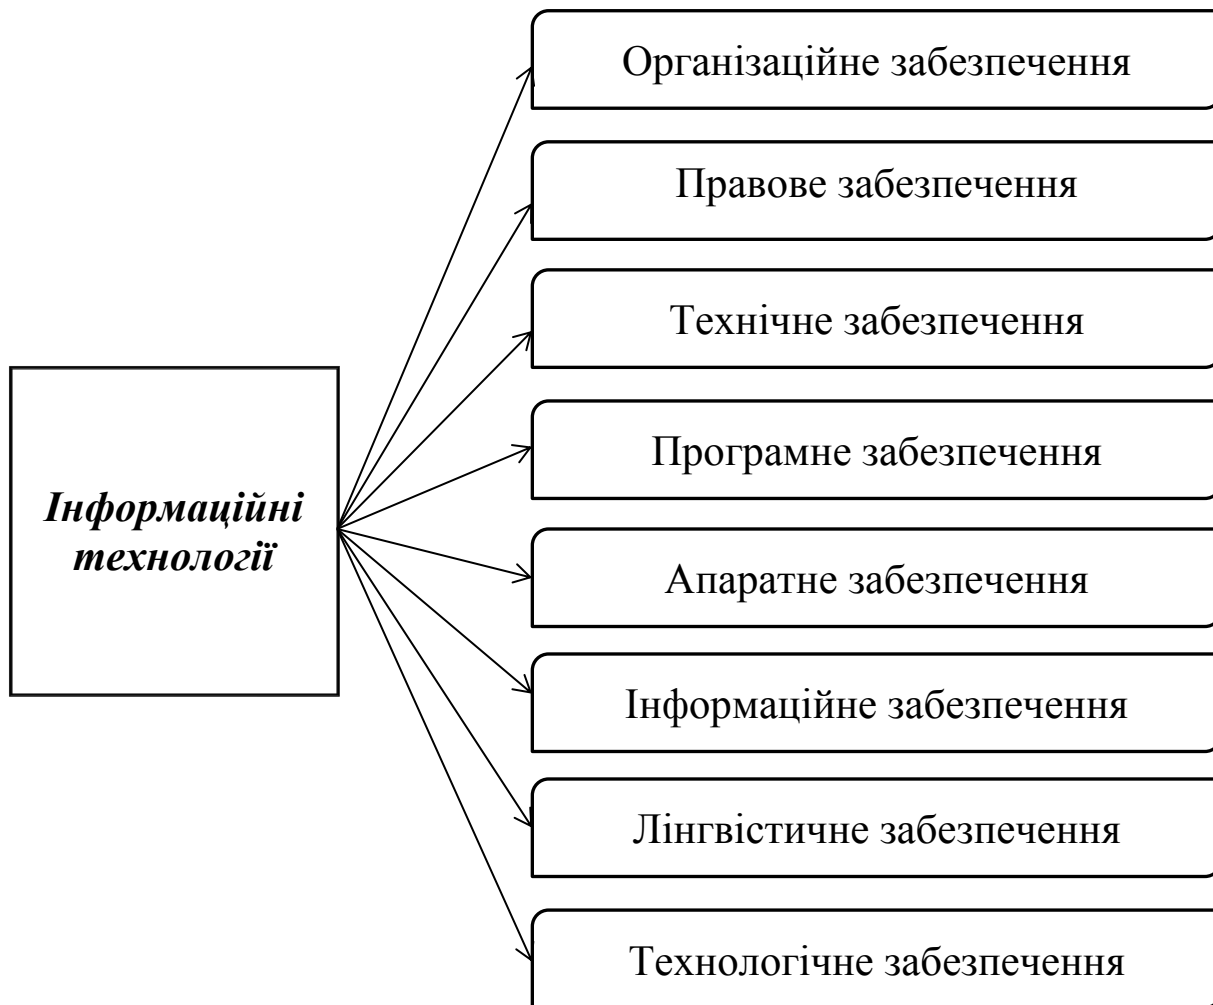 Організаційне забезпечення
Правове забезпечення
Технічне забезпечення
Програмне забезпечення
Інформаційні
технології
Апаратне забезпечення
Інформаційне забезпечення
Лінгвістичне забезпечення
Технологічне забезпечення